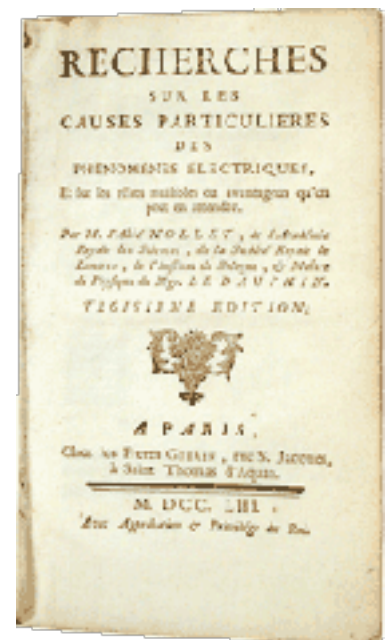 RECHERCHES
SUR LES
CAUSES PARTICULIERES
DES
PHENOMENES ELECTRIQUES,
Et sur les effets nuisibles ou avantageux qu'on
peut en attendre.
Par M. l'Abbé NOLLET, de l'Académie
Royale des Sciences, de la Société Royale de
Londres, de l'Institut de Bologne, & Maître
de Physique de Mgr. LE DAUPHIN.
TROISIEME EDITION,
A PARIS,
Chez les Freres GUERIN, rue S. Jacques,
à Saint Thomas d'Aquin.
M. DCC. LIII.
Avec Approbation & Privilége du Roi.